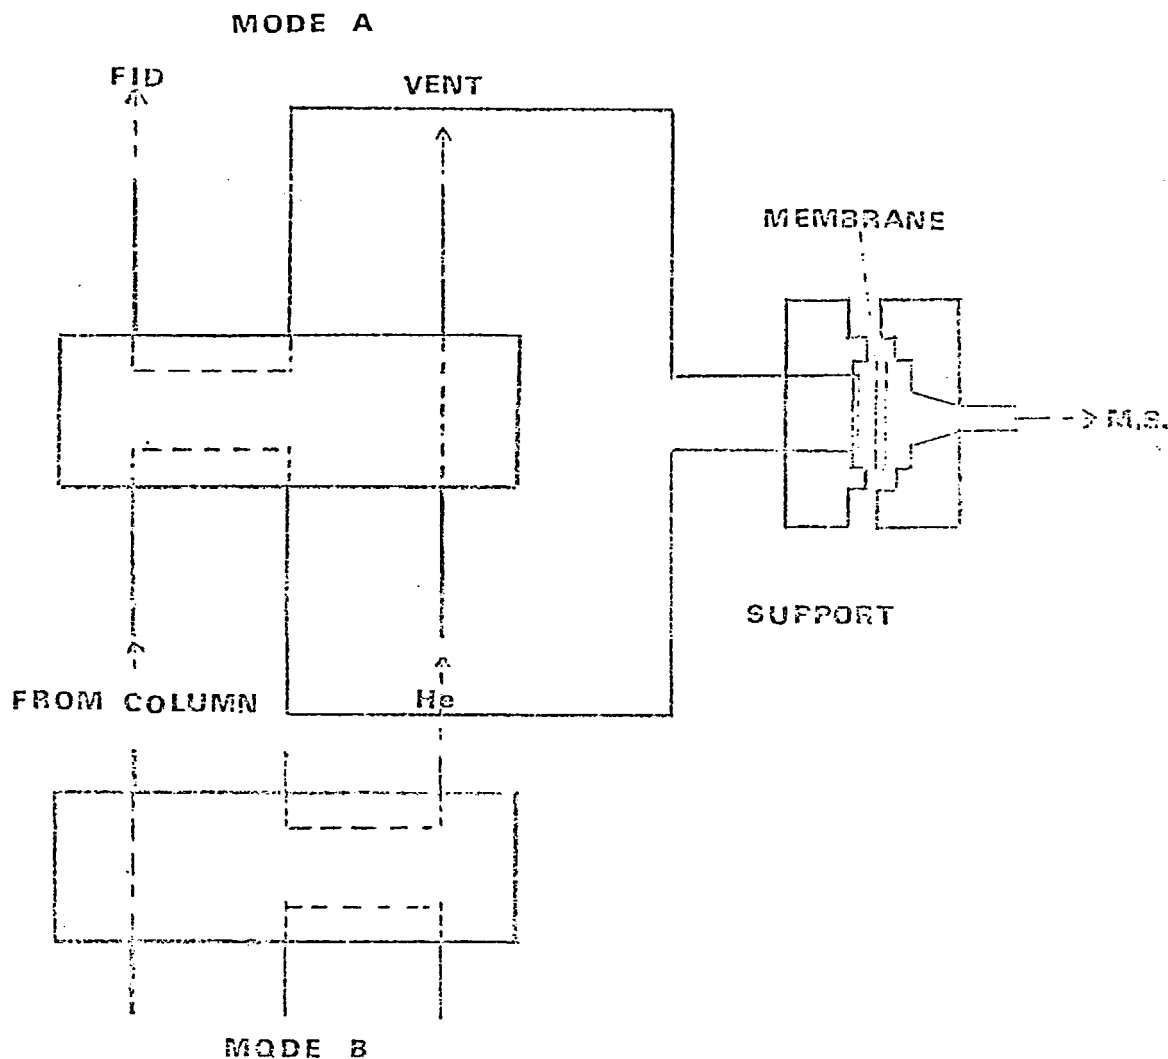 MODE A
FID
VENT
MEMBRANE
M.S.
SUPPORT
FROM COLUMN
He
MODE B